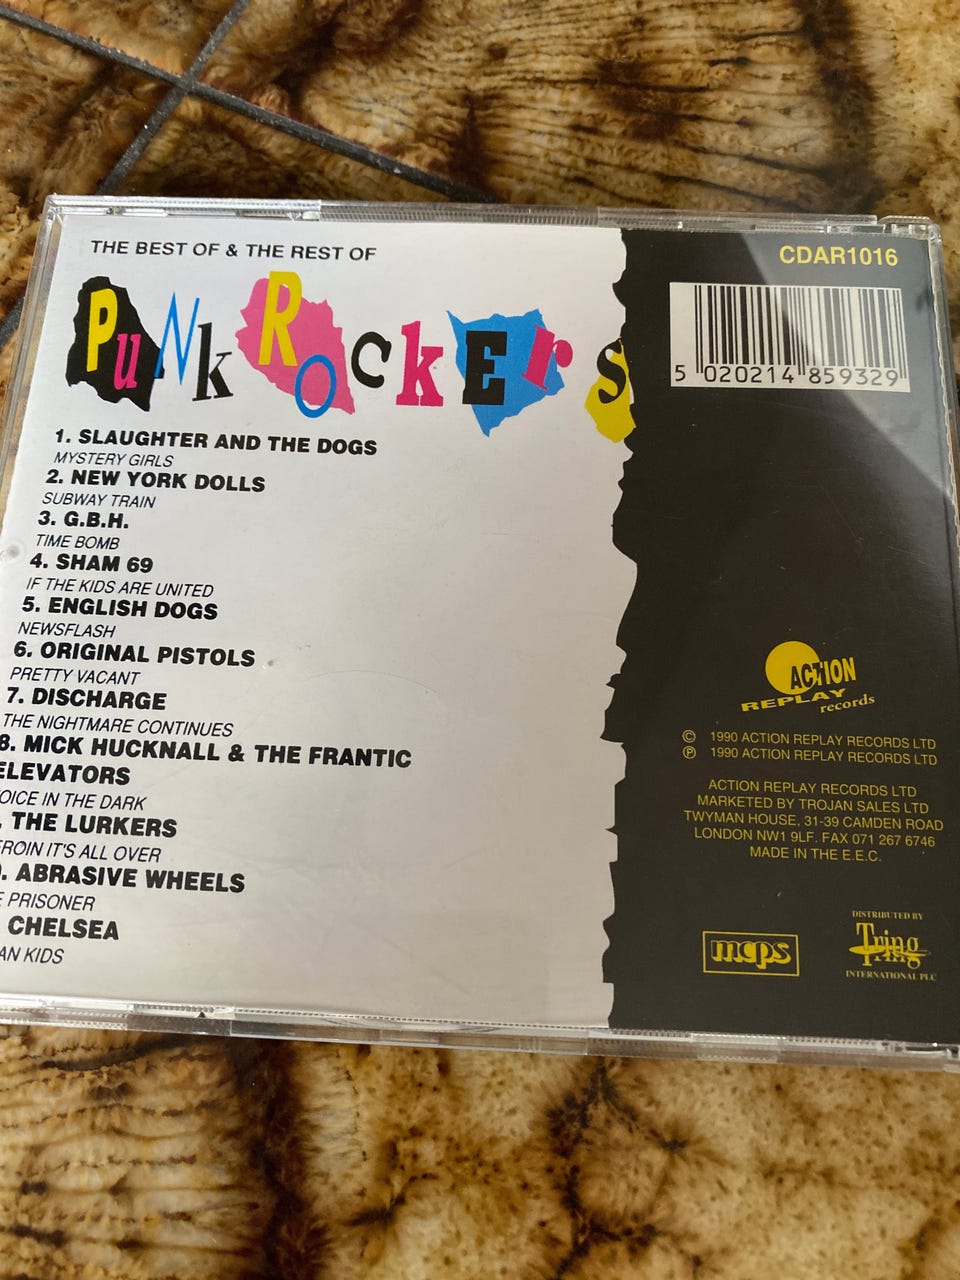 THE BEST OF & THE REST OF
PUNK ROCKERS
1. SLAUGHTER AND THE DOGS
MYSTERY GIRLS
2. NEW YORK DOLLS
SUBWAY TRAIN
3. G.B.H.
TIME BOMB
4. SHAM 69
IF THE KIDS ARE UNITED
5. ENGLISH DOGS
NEWSFLASH
6. ORIGINAL PISTOLS
PRETTY VACANT
7. DISCHARGE
THE NIGHTMARE CONTINUES
8. MICK HUCKNALL & THE FRANTIC
ELEVATORS
OICE IN THE DARK
. THE LURKERS
EROIN IT'S ALL OVER
. ABRASIVE WHEELS
E PRISONER
CHELSEA
AN KIDS
CDAR1016
5 020214 859329
ACTION
REPLAY
records
© 1990 ACTION REPLAY RECORDS LTD
℗ 1990 ACTION REPLAY RECORDS LTD
ACTION REPLAY RECORDS LTD
MARKETED BY TROJAN SALES LTD
TWYMAN HOUSE, 31-39 CAMDEN ROAD
LONDON NW1 9LF. FAX 071 267 6746
MADE IN THE E.E.C.
mcps
DISTRIBUTED BY
Tring
INTERNATIONAL PLC